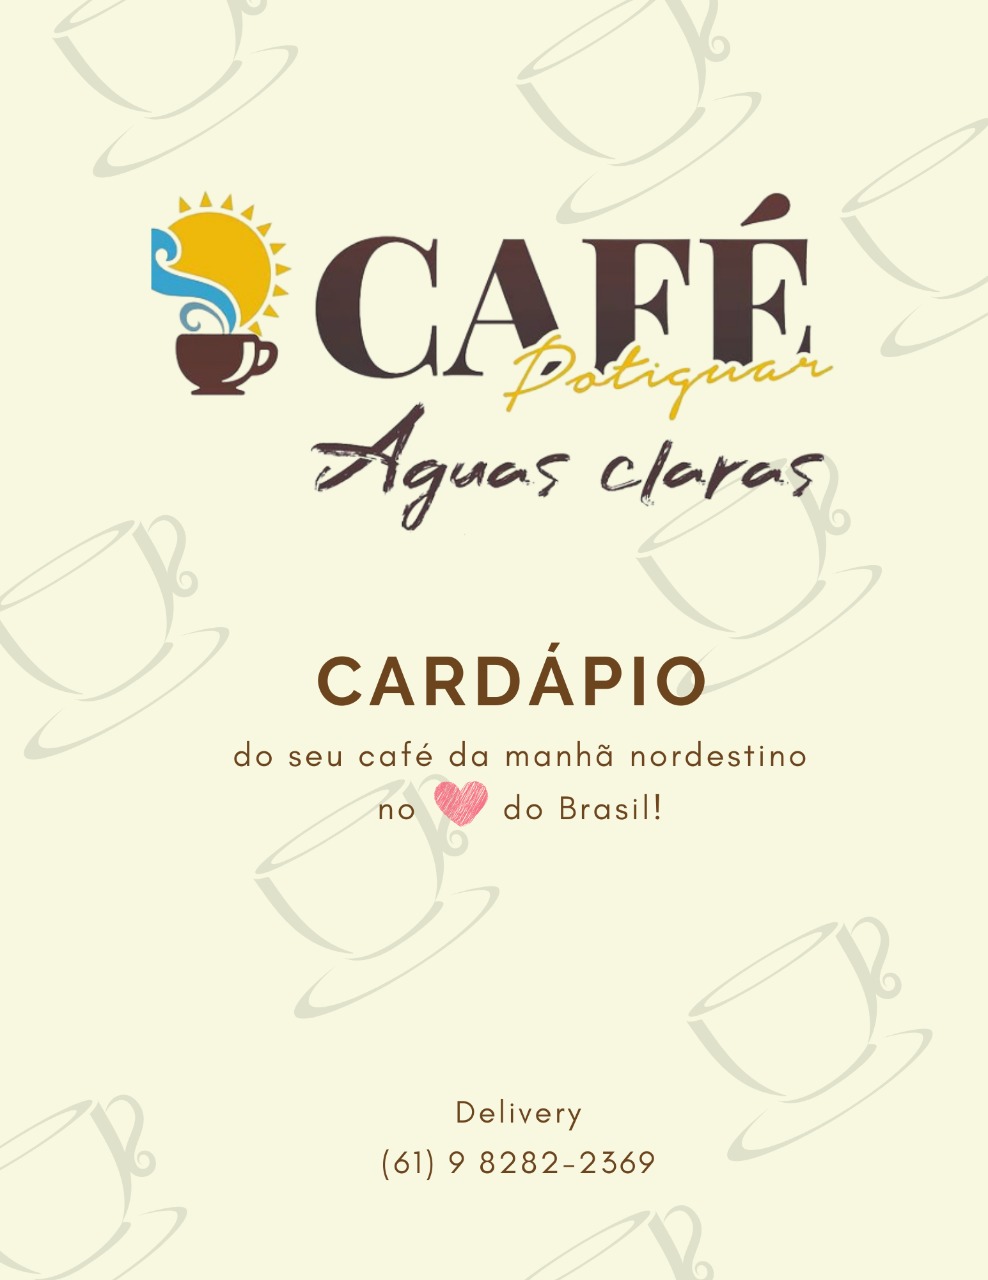 CAFÉ
Potiguar
Aguas claras
CARDÁPIO
do seu café da manhã nordestino
no do Brasil!
Delivery
(61) 9 8282-2369